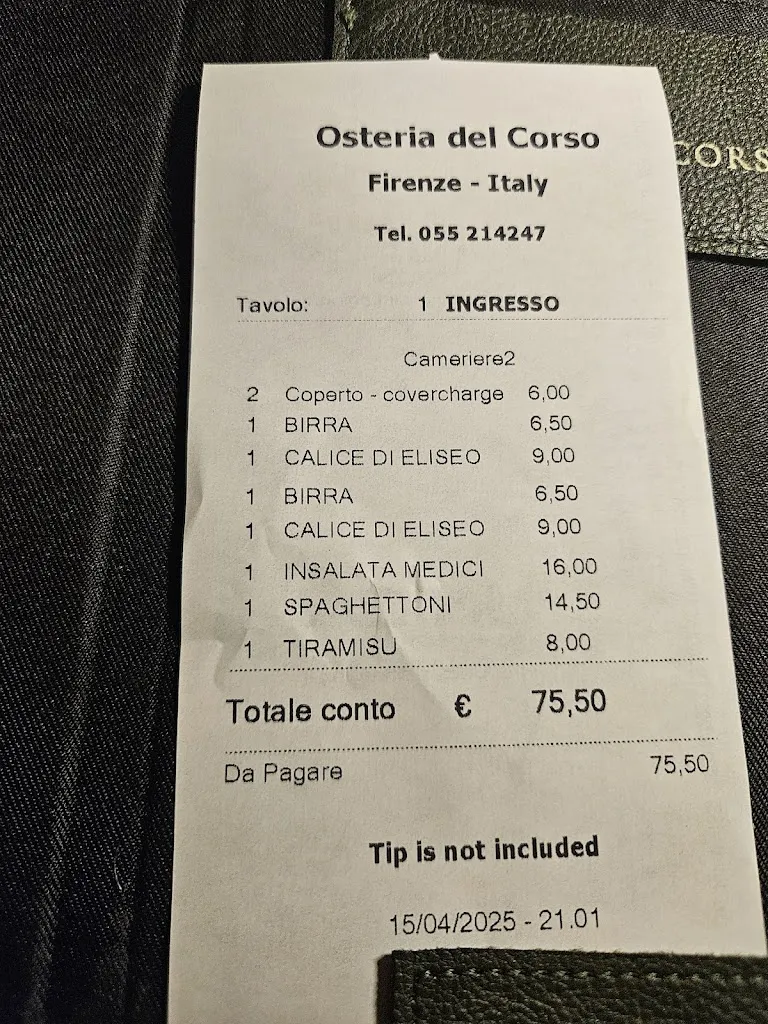 Osteria del Corso
CORS
Firenze - Italy
Tel. 055 214247
Tavolo: 1 INGRESSO
Cameriere2
2 Coperto - covercharge 6,00
1 BIRRA 6,50
1 CALICE DI ELISEO 9,00
1 BIRRA 6,50
1 CALICE DI ELISEO 9,00
1 INSALATA MEDICI 16,00
1 SPAGHETTONI 14,50
1 TIRAMISU 8,00
Totale conto € 75,50
Da Pagare 75,50
Tip is not included
15/04/2025 - 21.01